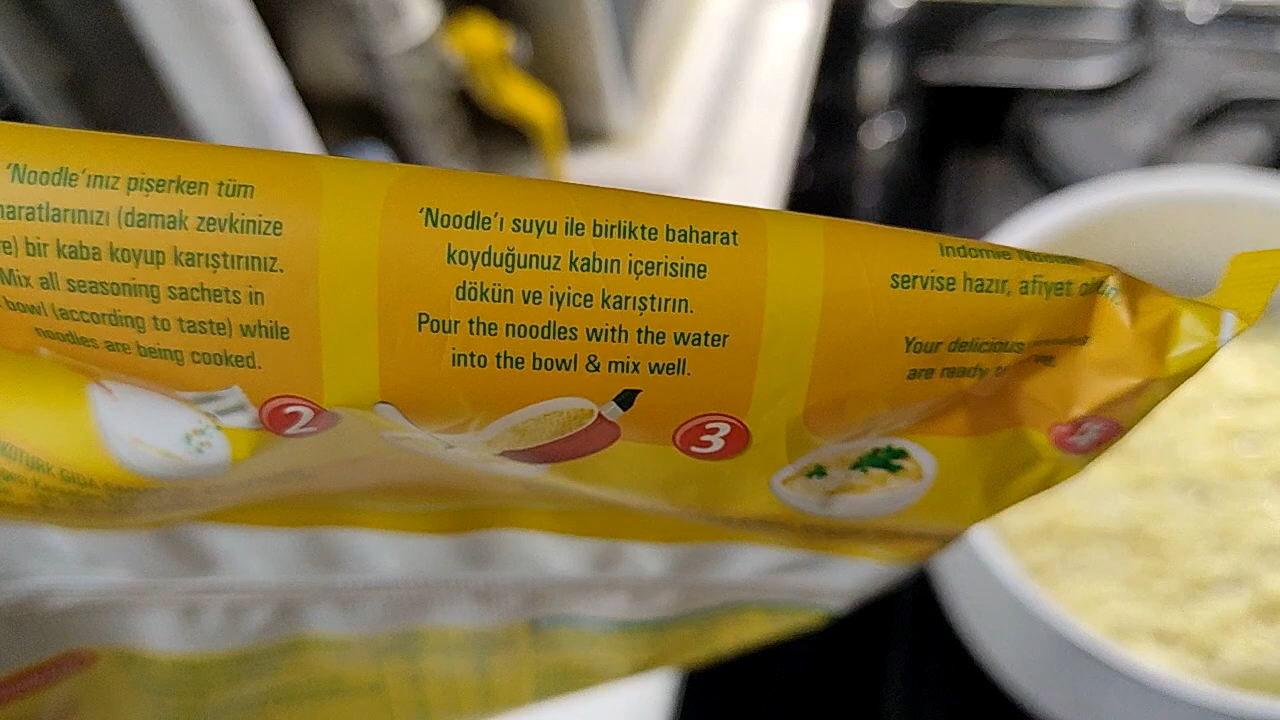 'Noodle'ınız pişerken tüm
haratlarınızı (damak zevkinize
re) bir kaba koyup karıştırınız.
Mix all seasoning sachets in
bowl (according to taste) while
noodles are being cooked.
2
'Noodle'ı suyu ile birlikte baharat
koyduğunuz kabın içerisine
dökün ve iyice karıştırın.
Pour the noodles with the water
into the bowl & mix well.
3
Indomie
servise hazır, afiyet
Your delicious
are ready